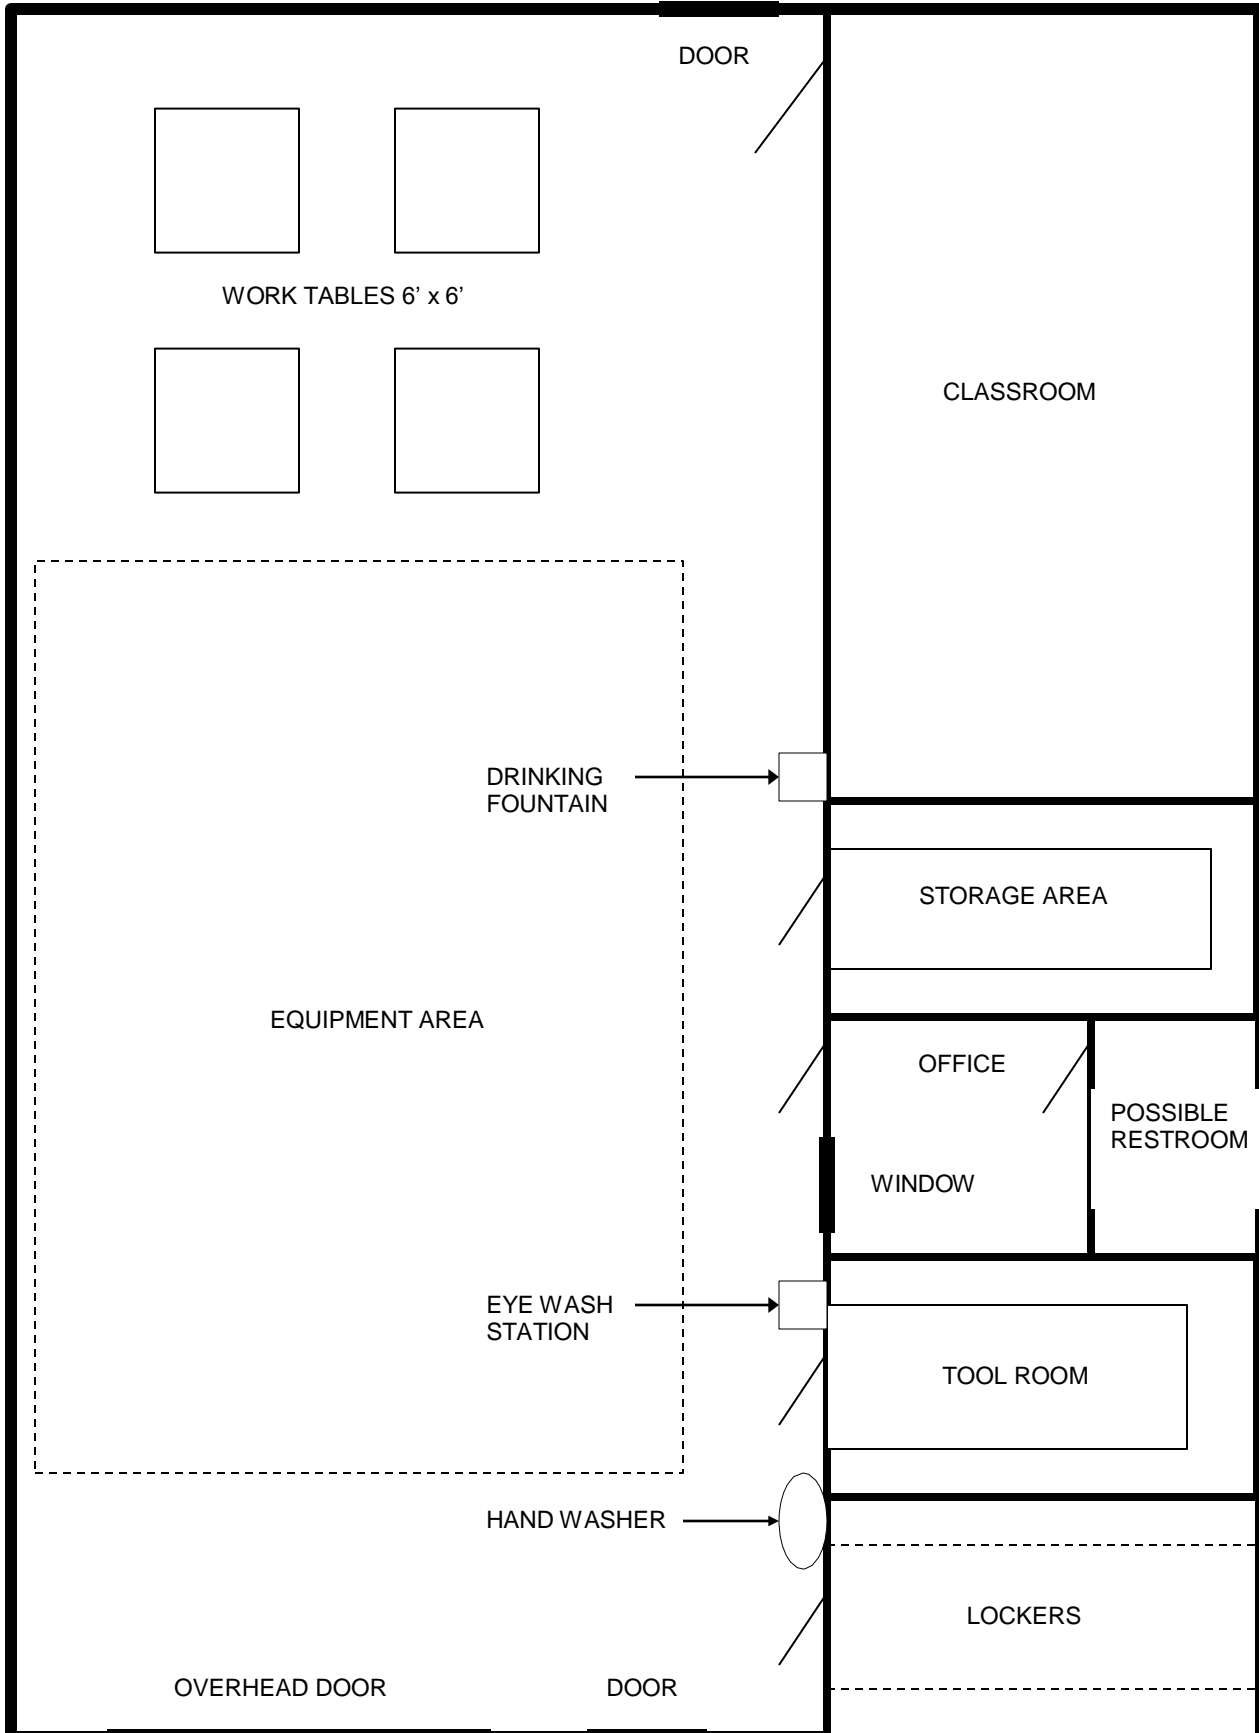 DOOR
WORK TABLES 6’ x 6’
CLASSROOM
DRINKING
FOUNTAIN
STORAGE AREA
EQUIPMENT AREA
OFFICE
POSSIBLE
RESTROOM
WINDOW
EYE WASH
STATION
TOOL ROOM
HAND WASHER
LOCKERS
OVERHEAD DOOR
DOOR